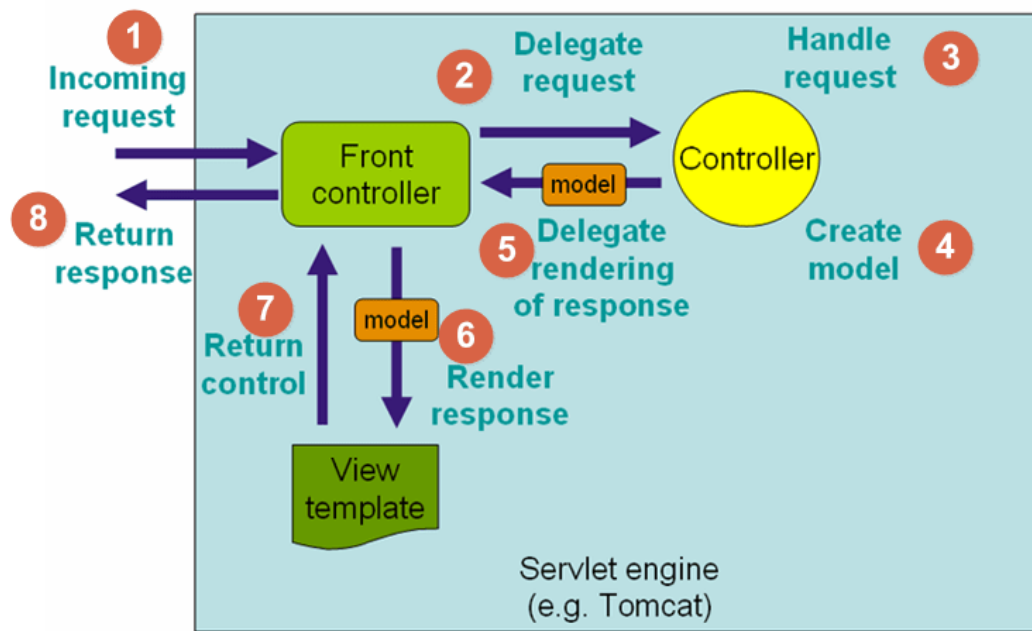 1
Incoming
request
2
Delegate
request
Handle
request
3
Front
controller
Controller
model
8
Return
response
5
Delegate
rendering
of response
Create
model
4
7
Return
control
model
6
Render
response
View
template
Servlet engine
(e.g. Tomcat)